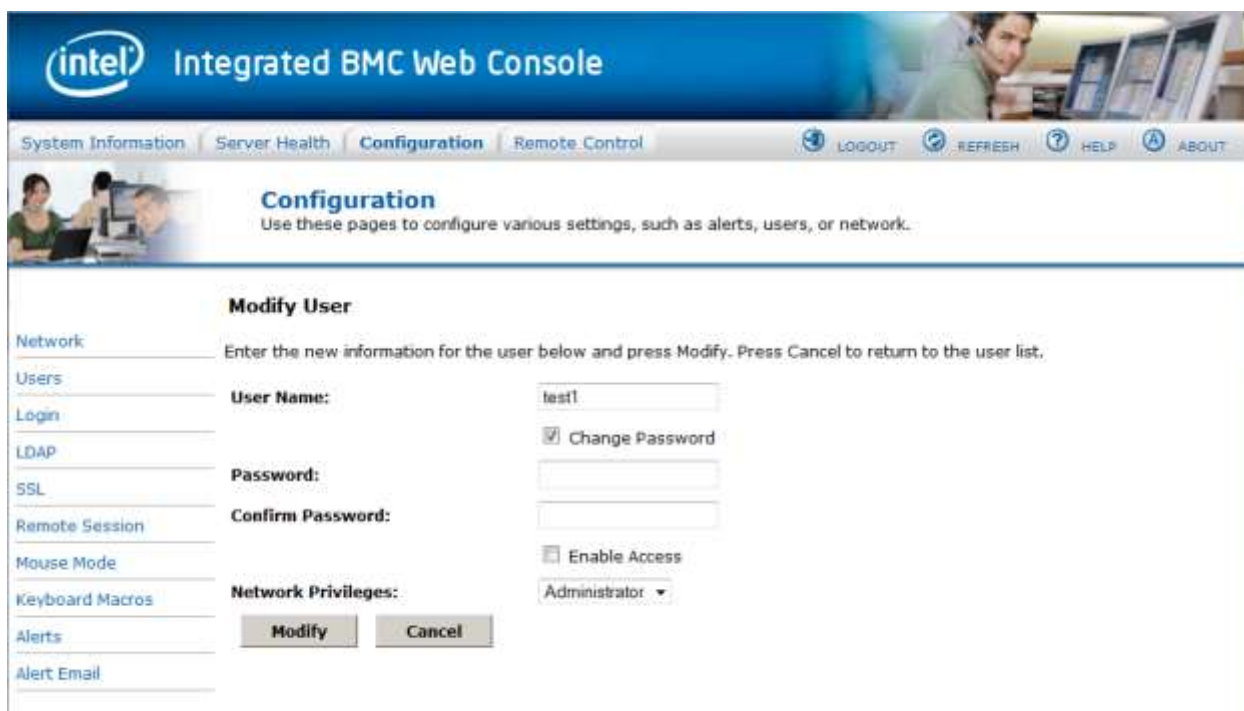 intel Integrated BMC Web Console
System Information Server Health Configuration Remote Control LOGOUT REFRESH HELP ABOUT
Configuration
Use these pages to configure various settings, such as alerts, users, or network.
Modify User
Enter the new information for the user below and press Modify. Press Cancel to return to the user list.
Network
Users
Login
LDAP
SSL
Remote Session
Mouse Mode
Keyboard Macros
Alerts
Alert Email
User Name: test1
Change Password
Password:
Confirm Password:
Enable Access
Network Privileges: Administrator
Modify Cancel